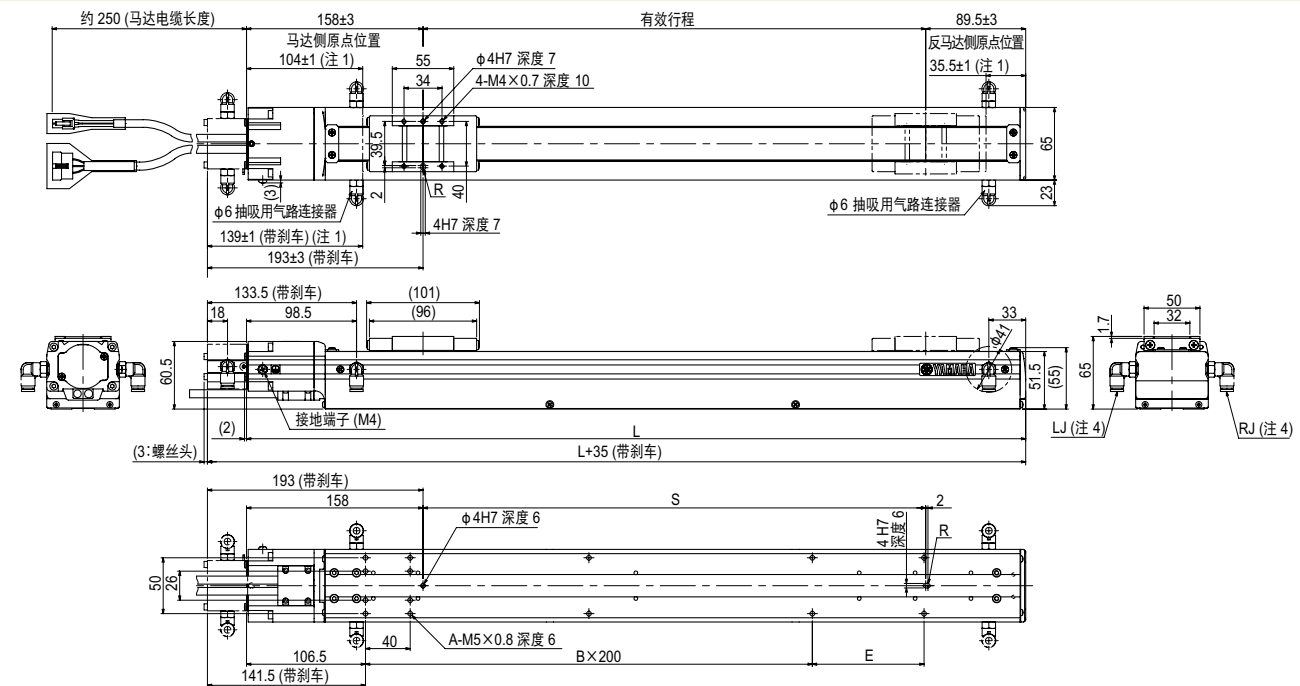 约 250 (马达电缆长度)
158±3
有效行程
89.5±3
马达侧原点位置
反马达侧原点位置
104±1 (注 1)
55
φ4H7 深度 7
35.5±1 (注 1)
34
4-M4×0.7 深度 10
39.5
65
(3)
2
R
40
23
φ6 抽吸用气路连接器
φ6 抽吸用气路连接器
4H7 深度 7
139±1 (带刹车) (注 1)
193±3 (带刹车)
133.5 (带刹车)
(101)
50
18
98.5
(96)
33
32
1.7
φ41
60.5
YAMAHA
51.5
(55)
65
接地端子 (M4)
LJ (注 4)
RJ (注 4)
(2)
L
(3:螺丝头)
L+35 (带刹车)
193 (带刹车)
158
S
2
φ4H7 深度 6
4 H7
深度 6
R
50
26
40
A-M5×0.8 深度 6
106.5
B×200
E
141.5 (带刹车)